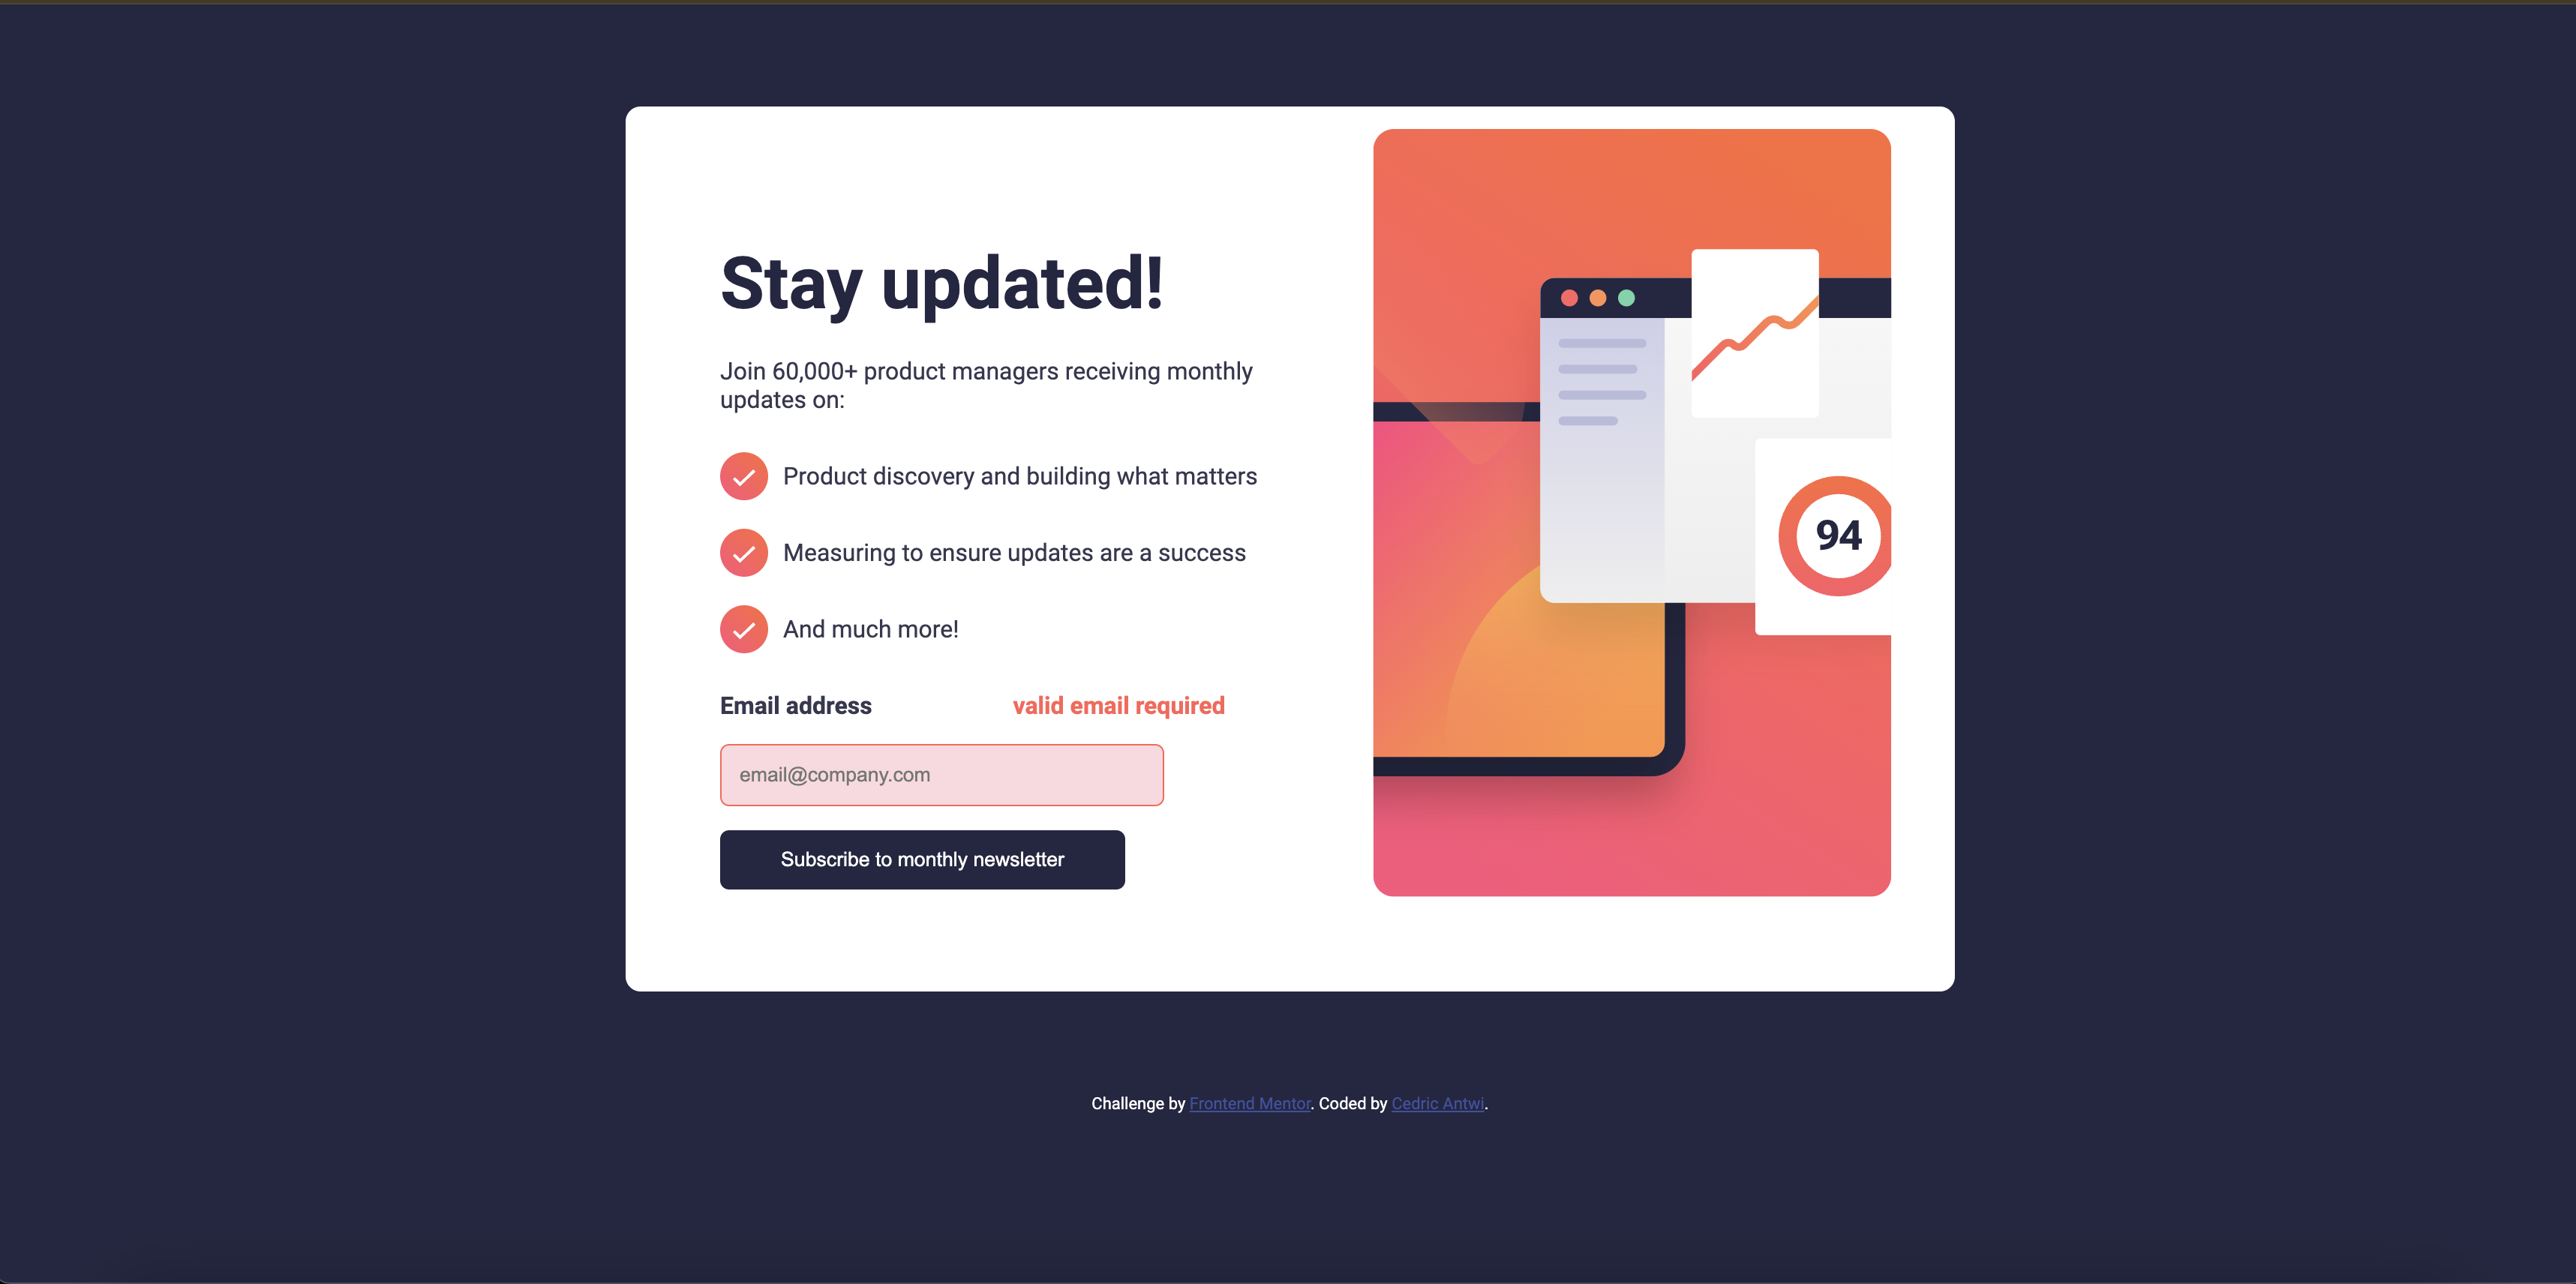 Stay updated!
Join 60,000+ product managers receiving monthly
updates on:
Product discovery and building what matters
Measuring to ensure updates are a success
And much more!
Email address valid email required
email@company.com
Subscribe to monthly newsletter
94
Challenge by Frontend Mentor. Coded by Cedric Antwi.